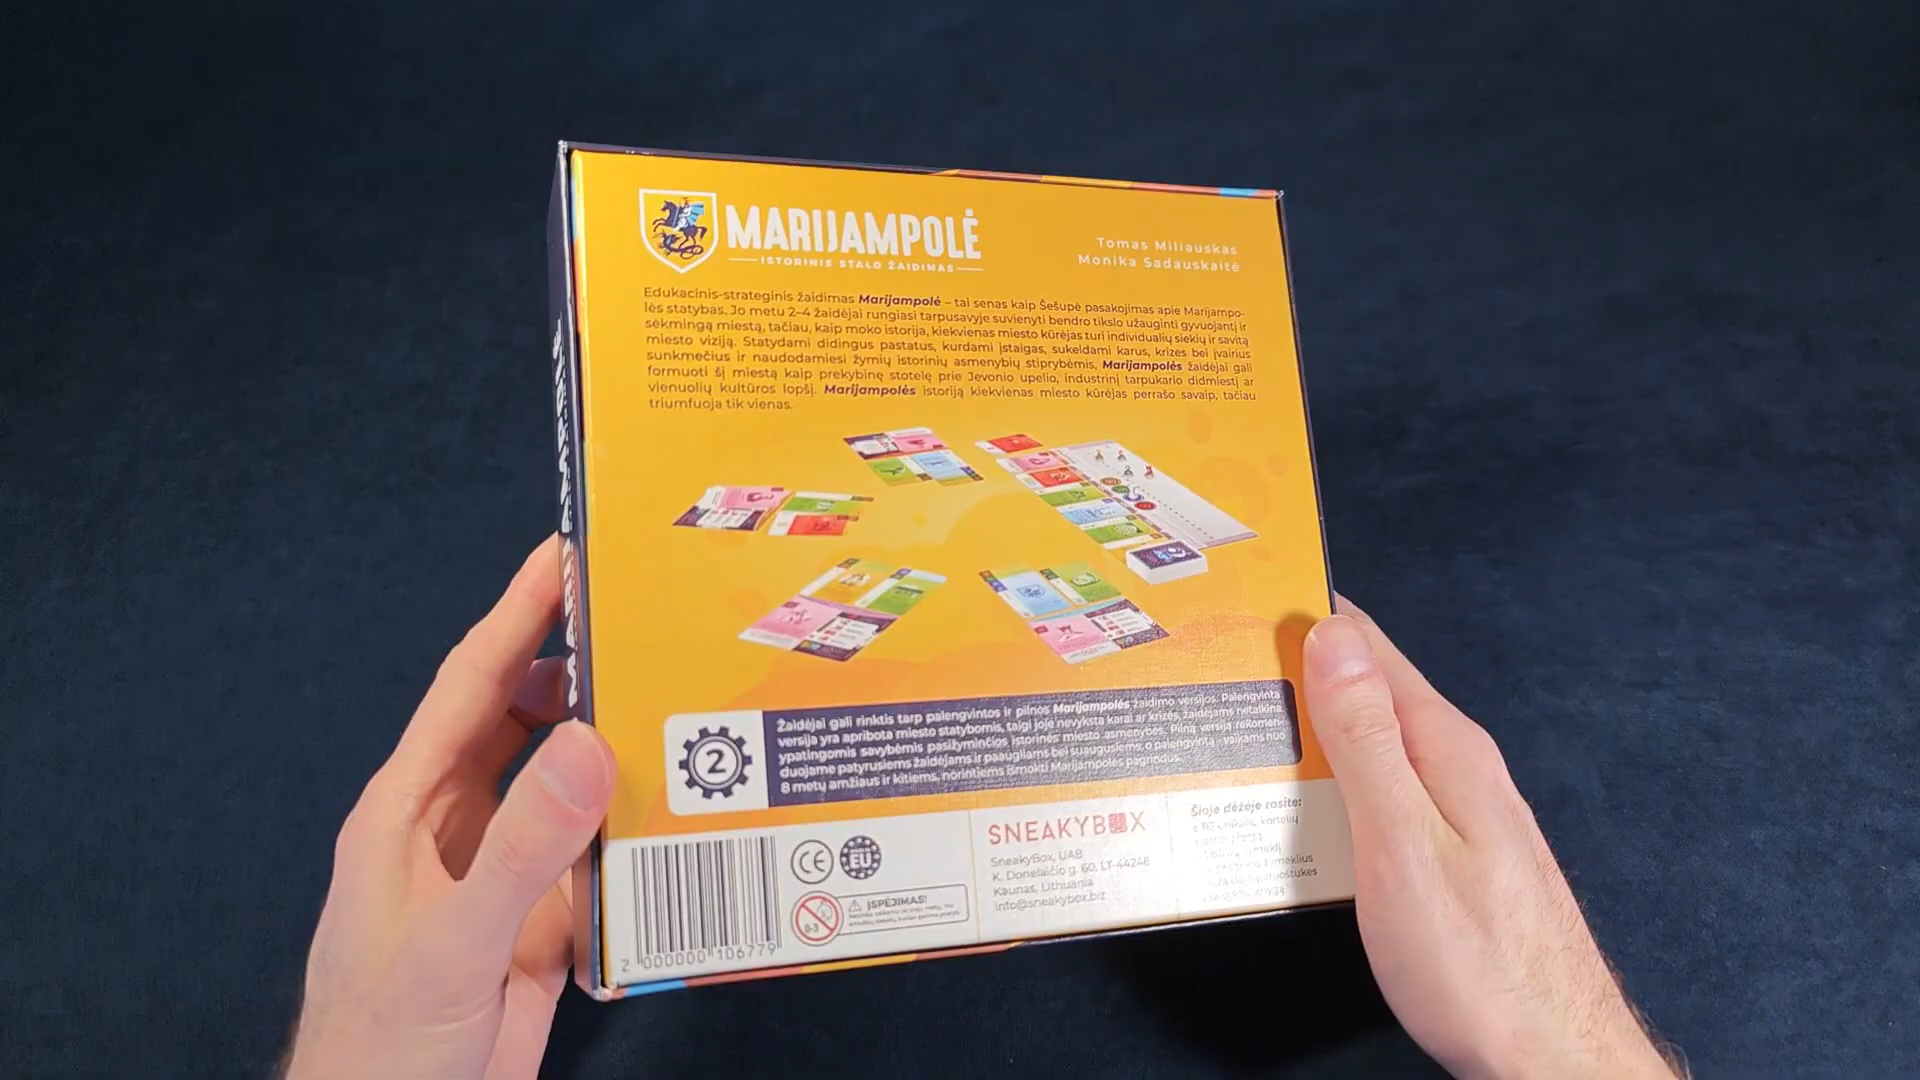 MARIJAMPOLĖ
ISTORINIS STALO ŽAIDIMAS
Tomas Miliauskas
Monika Sadauskaitė
Edukacinis-strateginis žaidimas Marijampolė – tai senas kaip Šešupė pasakojimas apie Marijampo-
lės statybas. Jo metu 2–4 žaidėjai rungiasi tarpusavyje suvienyti bendro tikslo užauginti gyvuojantį ir
sėkmingą miestą, tačiau, kaip moko istorija, kiekvienas miesto kūrėjas turi individualių siekių ir savitą
miesto viziją. Statydami didingus pastatus, kurdami įstaigas, sukeldami karus, krizes bei įvairius
sunkmečius ir naudodamiesi žymių istorinių asmenybių stiprybėmis, Marijampolės žaidėjai gali
formuoti šį miestą kaip prekybinę stotelę prie Jevonio upelio, industrinį tarpukario didmiestį ar
vienuolių kultūros lopšį. Marijampolės istoriją kiekvienas miesto kūrėjas perrašo savaip, tačiau
triumfuoja tik vienas.
MARIJAMPOLĖ
2
Žaidėjai gali rinktis tarp palengvintos ir pilnos Marijampolės žaidimo versijos. Palengvinta
versija yra apribota miesto statybomis, taigi joje nevyksta karai ar krizės, žaidėjams netalkina
ypatingomis savybėmis pasižyminčios istorinės miesto asmenybės. Pilną versiją rekomen-
duojame patyrusiems žaidėjams ir paaugliams bei suaugusiems, o palengvintą – vaikams nuo
8 metų amžiaus ir kitiems, norintiems išmokti Marijampolės pagrindus.
2 000000 106779
CE
EU
0-3
ĮSPĖJIMAS!
SNEAKYBOX
SneakyBox, UAB
K. Donelaičio g. 60, LT-44248
Kaunas, Lithuania
info@sneakybox.biz
Šioje dėžėje rasite:
kortelių